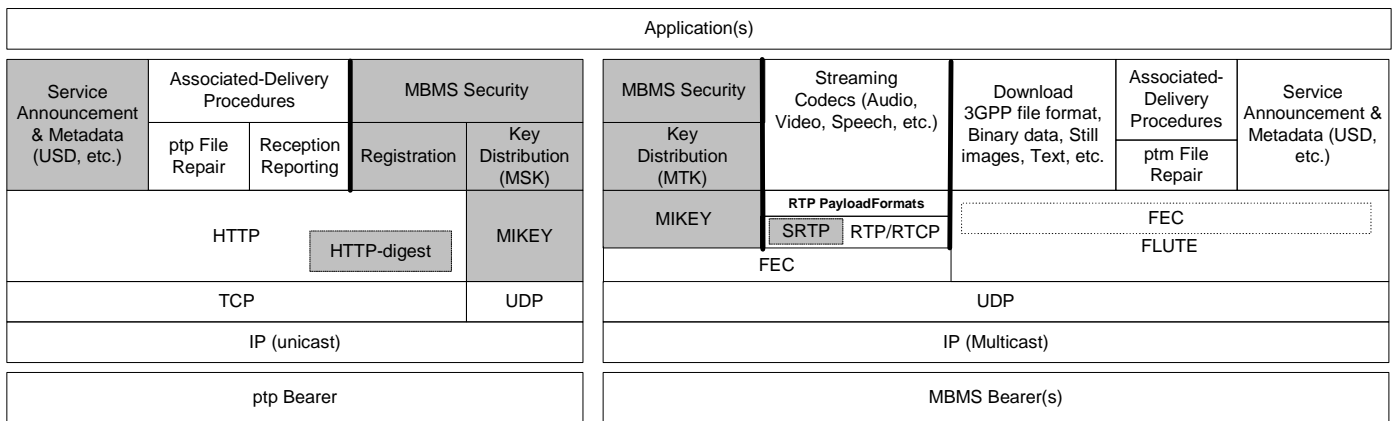 Application(s)
Service
Announcement
& Metadata
(USD, etc.)
Associated-Delivery
Procedures
ptp File
Repair
Reception
Reporting
MBMS Security
Registration
Key
Distribution
(MSK)
HTTP
HTTP-digest
MIKEY
TCP
UDP
IP (unicast)
ptp Bearer
MBMS Security
Key
Distribution
(MTK)
MIKEY
Streaming
Codecs (Audio,
Video, Speech, etc.)
RTP PayloadFormats
SRTP
RTP/RTCP
FEC
Download
3GPP file format,
Binary data, Still
images, Text, etc.
Associated-
Delivery
Procedures
ptm File
Repair
Service
Announcement &
Metadata (USD,
etc.)
FEC
FLUTE
UDP
IP (Multicast)
MBMS Bearer(s)